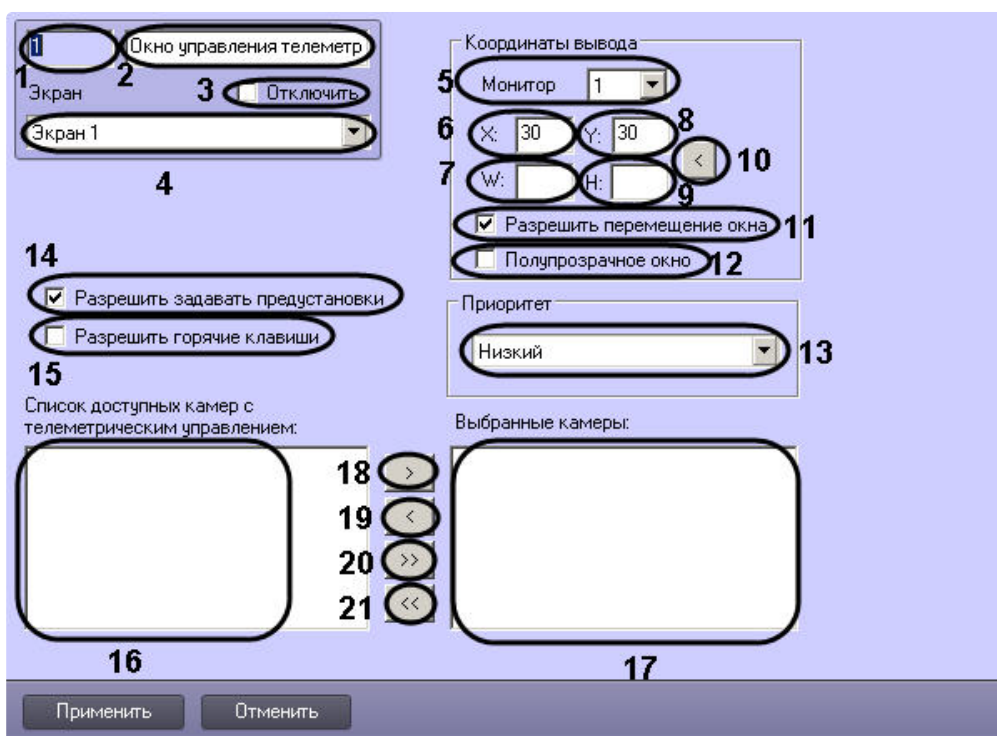 1 Окно управления телеметр
1 2
Экран 3 Отключить
Экран 1
4
Координаты вывода
5 Монитор 1
6 X: 30 Y: 30 8
7 W: H: 9 < 10
Разрешить перемещение окна 11
Полупрозрачное окно 12
14
Разрешить задавать предустановки
Разрешить горячие клавиши
15
Приоритет
Низкий 13
Список доступных камер с
телеметрическим управлением:
Выбранные камеры:
18 >
19 <
20 >>
21 <<
16 17
Применить Отменить